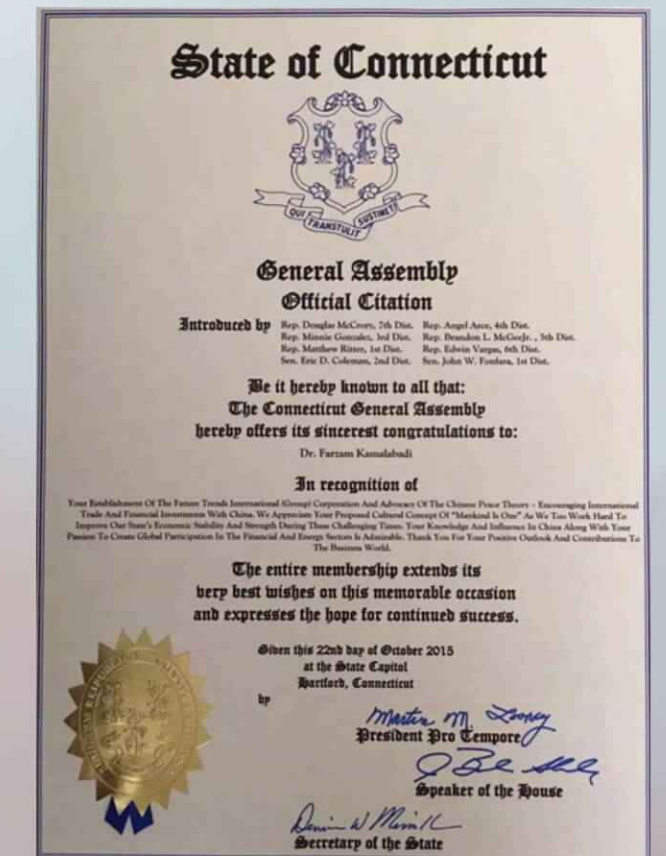 State of Connecticut
QUI TRANSTULIT SUSTINET
General Assembly
Official Citation
Introduced by
Rep. Douglas McCrory, 7th Dist. Rep. Angel Arce, 4th Dist.
Rep. Minnie Gonzalez, 3rd Dist. Rep. Brandon L. McGeeJr. , 5th Dist.
Rep. Matthew Ritter, 1st Dist. Rep. Edwin Vargas, 6th Dist.
Sen. Eric D. Coleman, 2nd Dist. Sen. John W. Fonfara, 1st Dist.
Be it hereby known to all that:
The Connecticut General Assembly
hereby offers its sincerest congratulations to:
Dr. Farzam Kamalabadi
In recognition of
Your Establishment Of The Future Trends International (Group) Corporation And Advocacy Of The Chinese Peace Theory - Encouraging International
Trade And Financial Investments With China. We Appreciate Your Proposed Cultural Concept Of "Mankind Is One" As We Too Work Hard To
Improve Our State's Economic Stability And Strength During These Challenging Times. Your Knowledge And Influence In China Along With Your
Passion To Create Global Participation In The Financial And Energy Sectors Is Admirable. Thank You For Your Positive Outlook And Contributions To
The Business World.
The entire membership extends its
very best wishes on this memorable occasion
and expresses the hope for continued success.
Given this 22nd day of October 2015
at the State Capitol
Hartford, Connecticut
by
Martin M. Looney
President Pro Tempore
Speaker of the House
Denise W Merrill
Secretary of the State